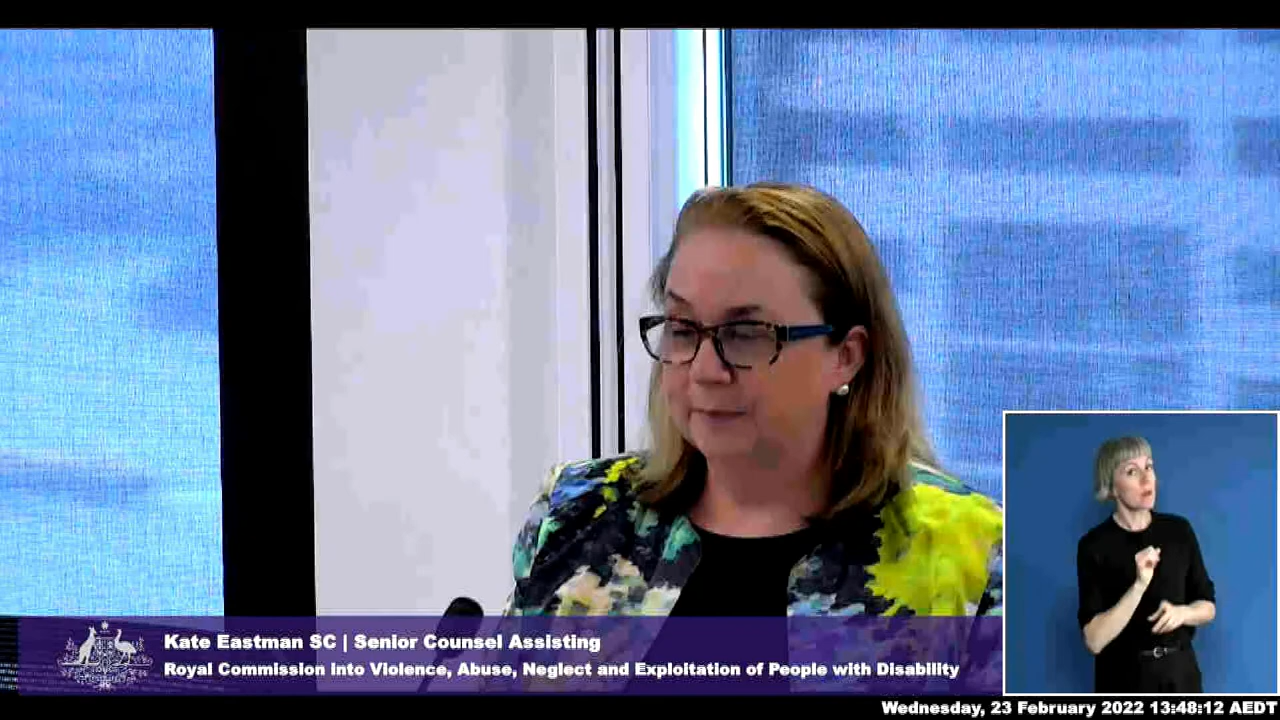 Kate Eastman SC | Senior Counsel Assisting
Royal Commission into Violence, Abuse, Neglect and Exploitation of People with Disability
Wednesday, 23 February 2022 13:48:12 AEDT